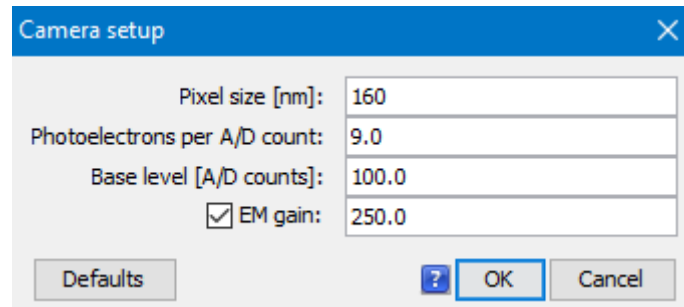 Camera setup
Pixel size [nm]: 160
Photoelectrons per A/D count: 9.0
Base level [A/D counts]: 100.0
EM gain: 250.0
Defaults ? OK Cancel